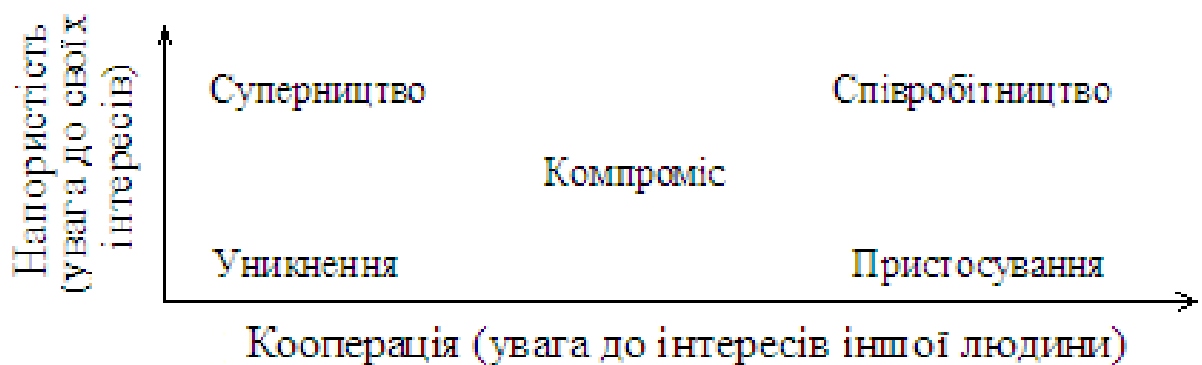 Напористість
(увага до своїх
інтересів)
Суперництво
Співробітництво
Компроміс
Уникнення
Пристосування
Кооперація (увага до інтересів іншої людини)